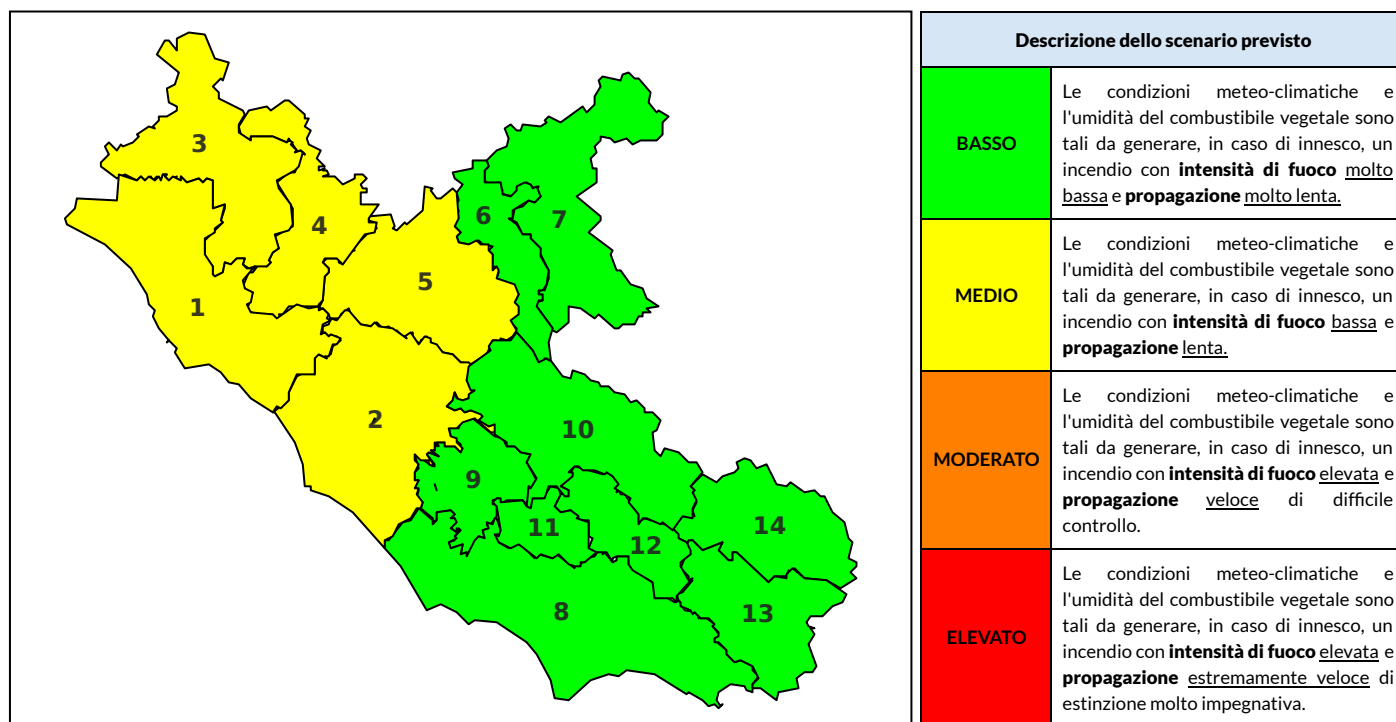 3
6
7
4
5
1
2
10
9
11
14
12
8
13
Descrizione dello scenario previsto
BASSO
Le condizioni meteo-climatiche e
l'umidità del combustibile vegetale sono
tali da generare, in caso di innesco, un
incendio con intensità di fuoco molto
bassa e propagazione molto lenta.
MEDIO
Le condizioni meteo-climatiche e
l'umidità del combustibile vegetale sono
tali da generare, in caso di innesco, un
incendio con intensità di fuoco bassa e
propagazione lenta.
MODERATO
Le condizioni meteo-climatiche e
l'umidità del combustibile vegetale sono
tali da generare, in caso di innesco, un
incendio con intensità di fuoco elevata e
propagazione veloce di difficile
controllo.
ELEVATO
Le condizioni meteo-climatiche e
l'umidità del combustibile vegetale sono
tali da generare, in caso di innesco, un
incendio con intensità di fuoco elevata e
propagazione estremamente veloce di
estinzione molto impegnativa.